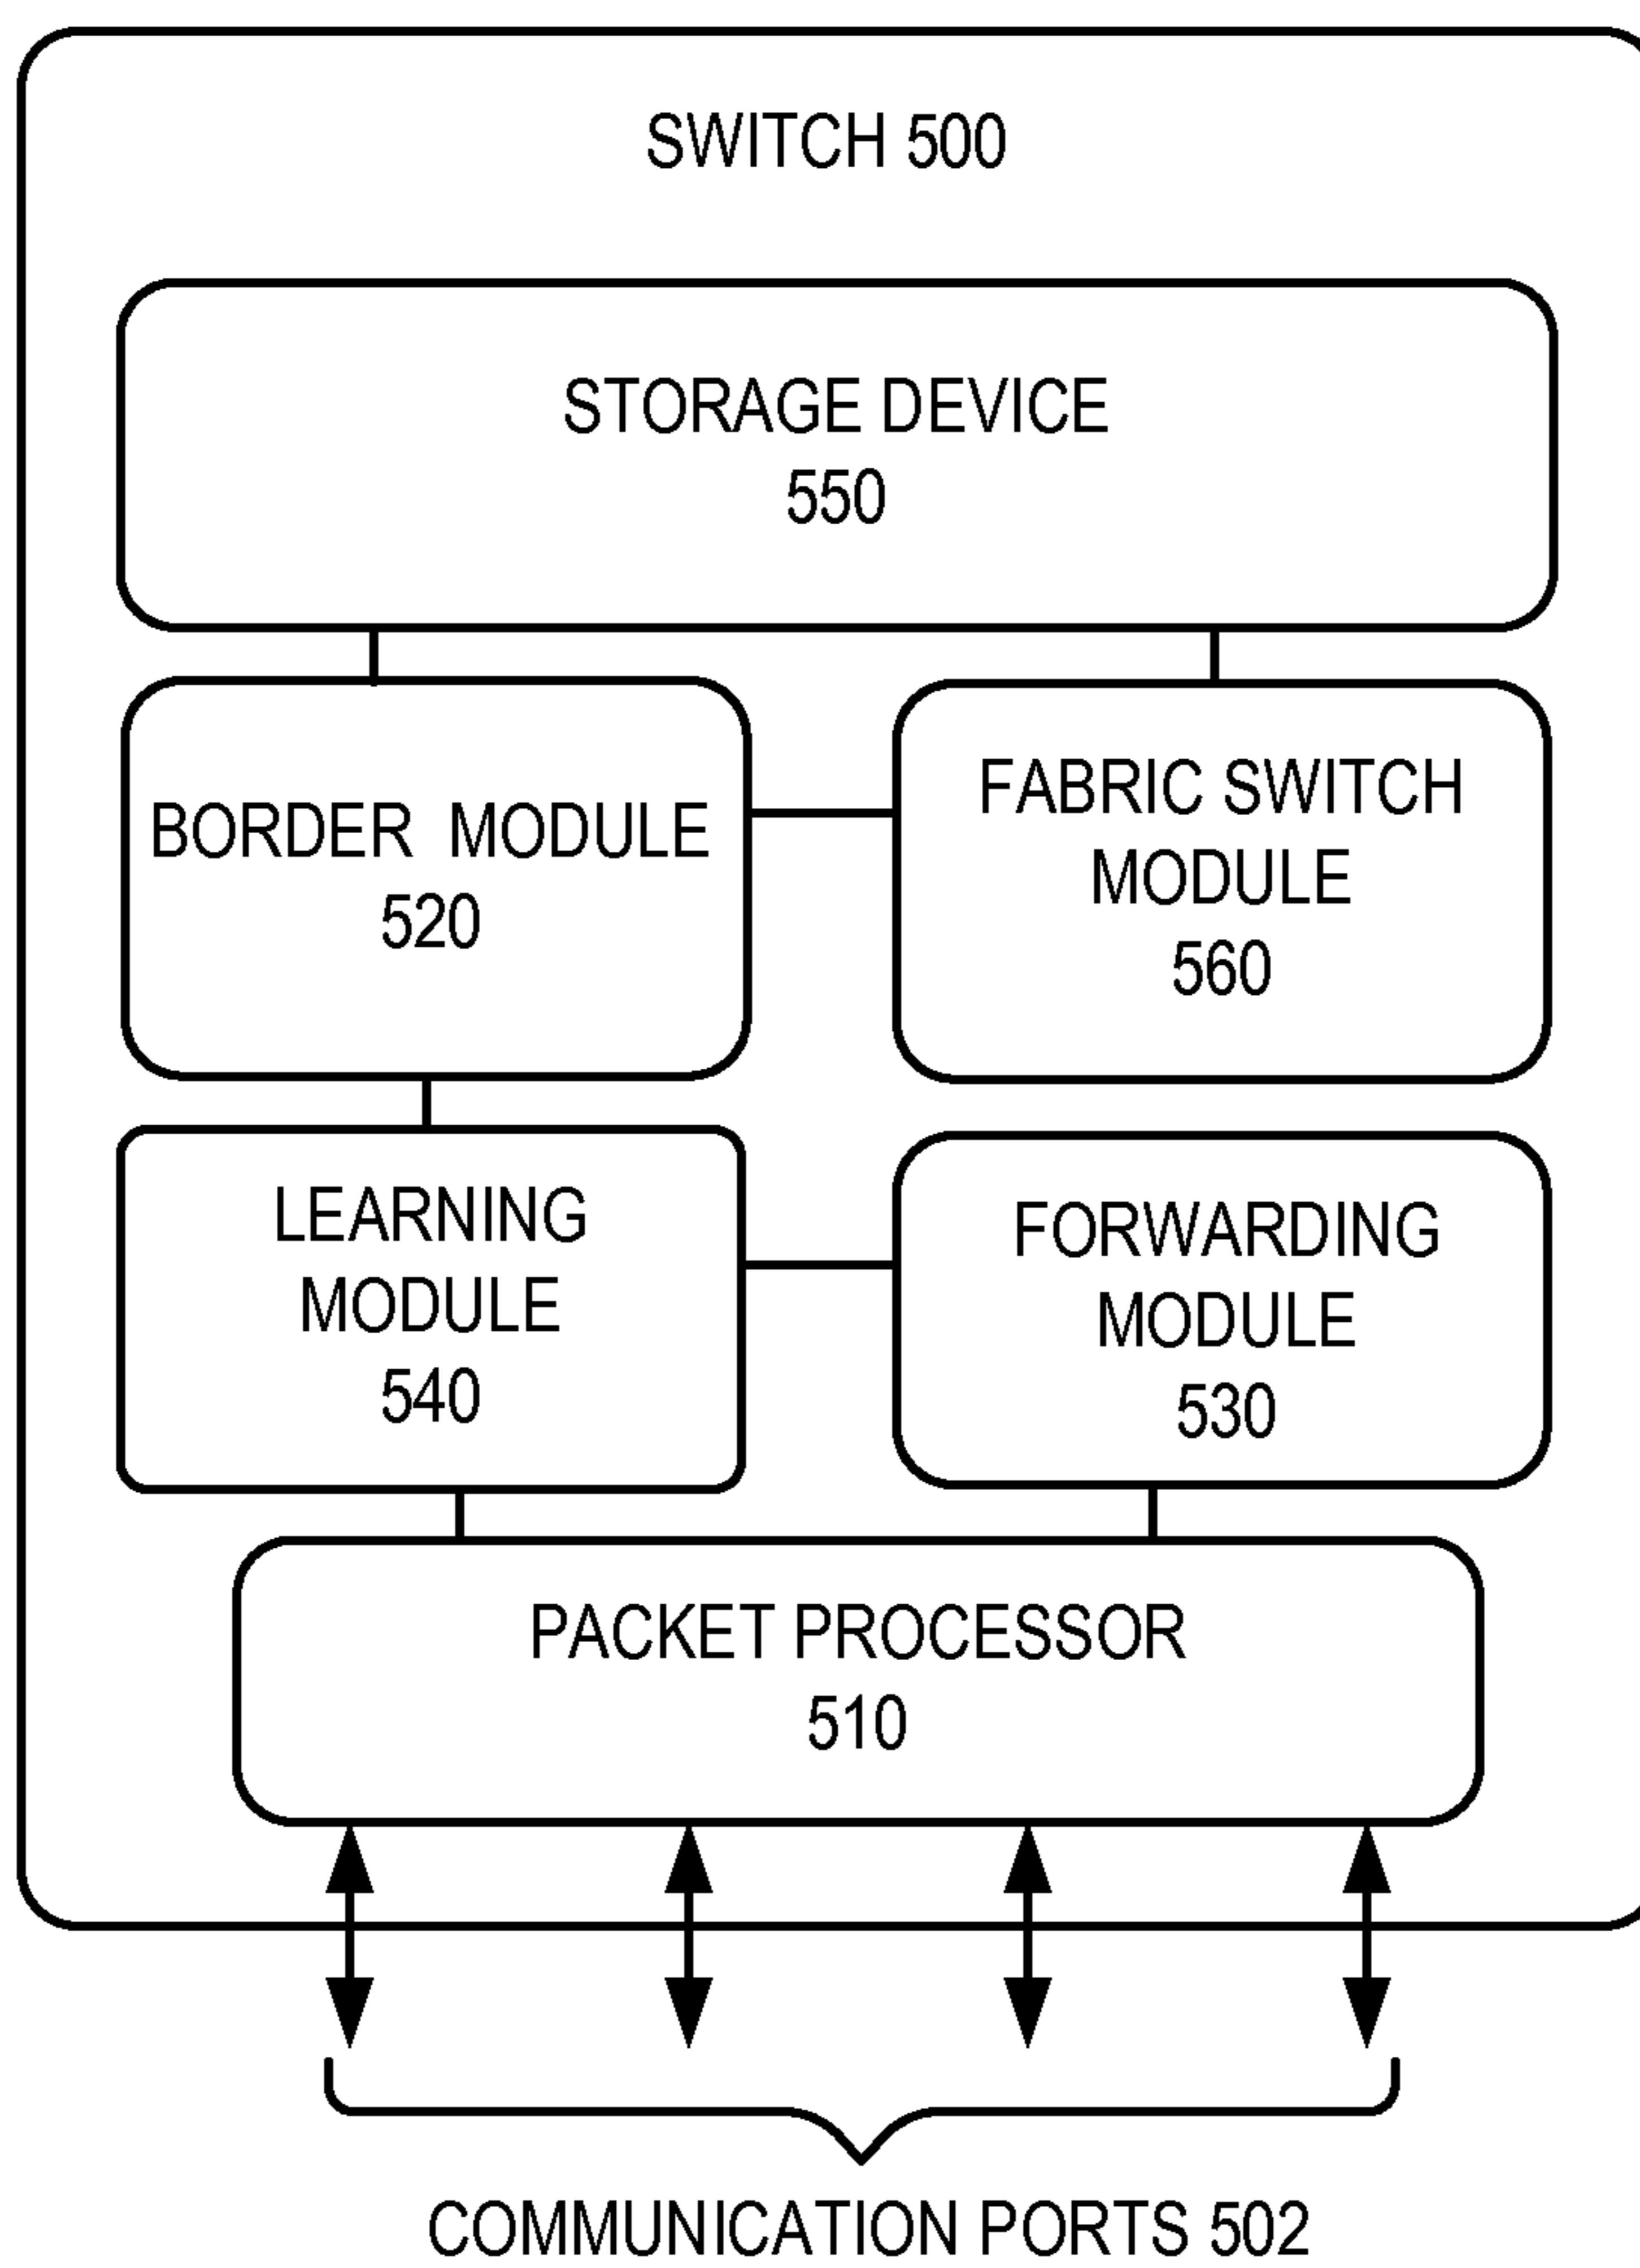 SWITCH 500
STORAGE DEVICE
550
BORDER MODULE
520
FABRIC SWITCH
MODULE
560
LEARNING
MODULE
540
FORWARDING
MODULE
530
PACKET PROCESSOR
510
COMMUNICATION PORTS 502